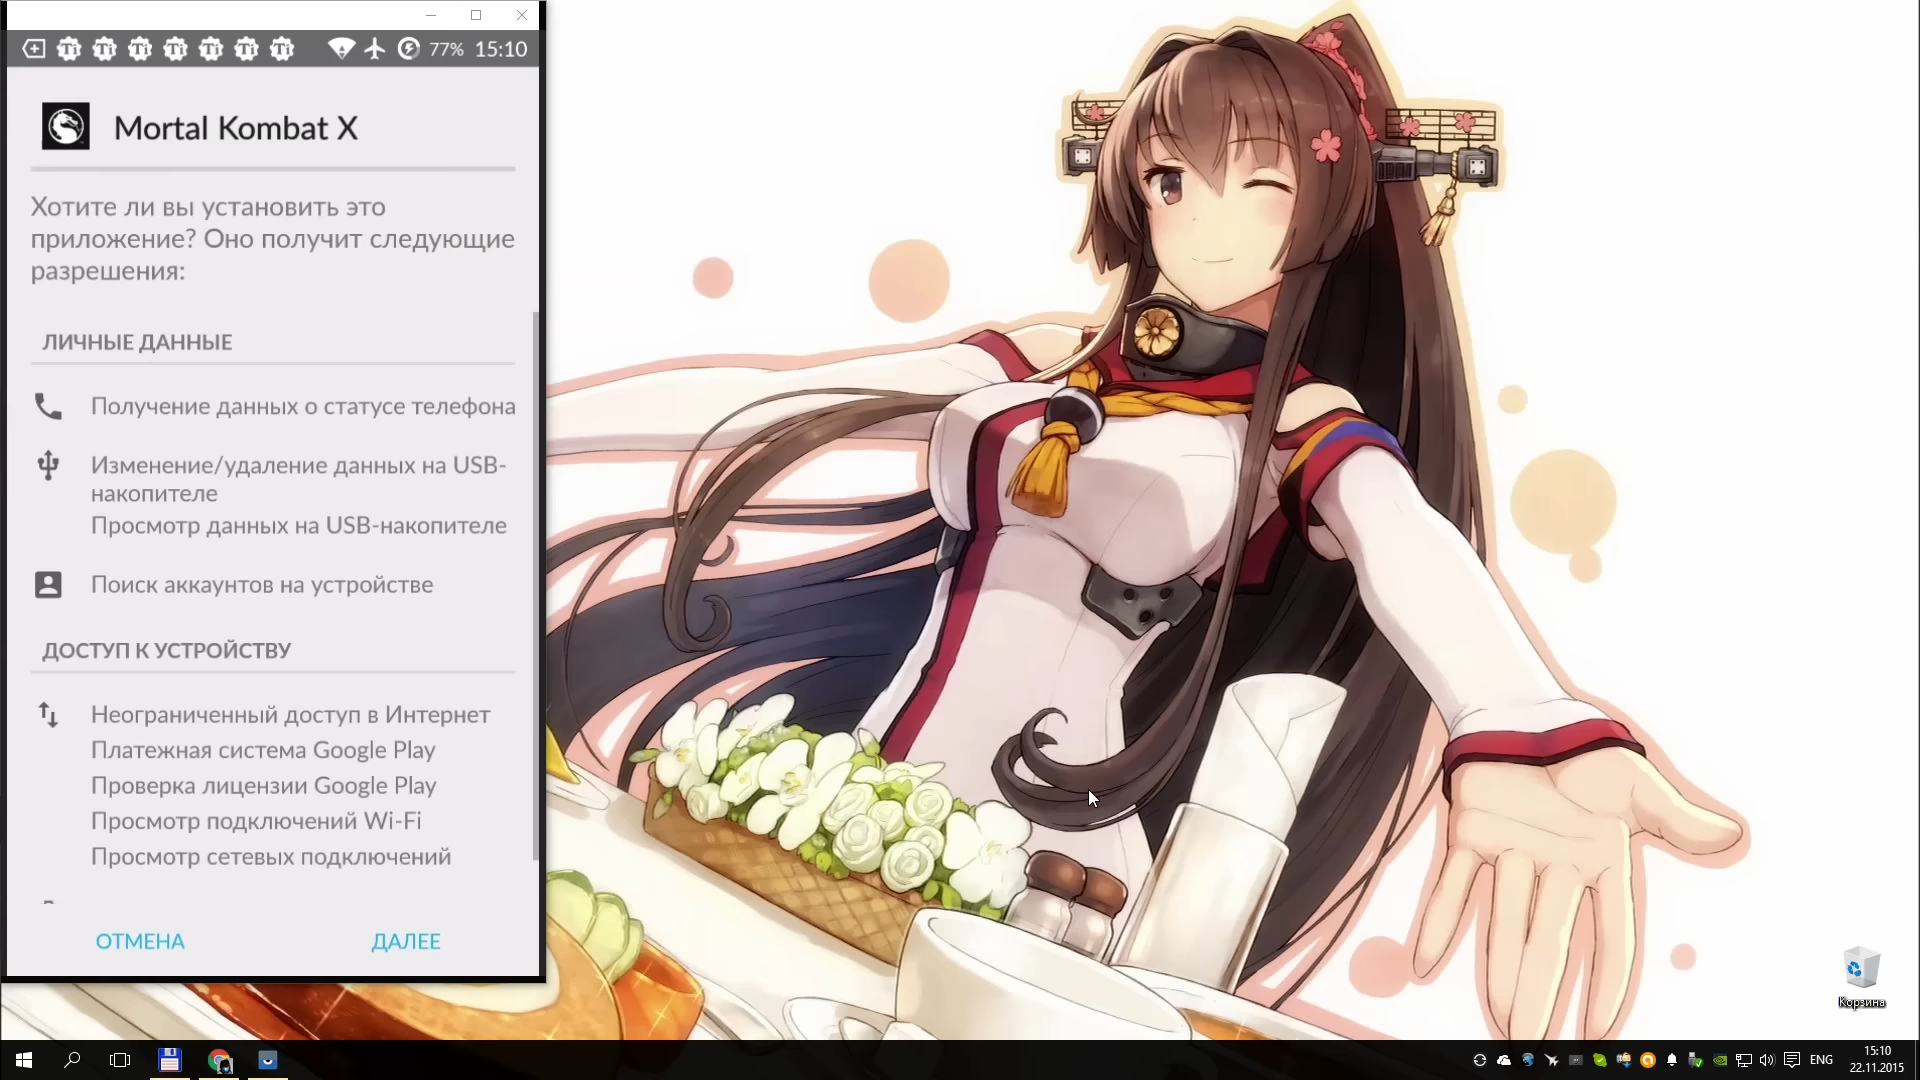 77% 15:10
Mortal Kombat X
Хотите ли вы установить это
приложение? Оно получит следующие
разрешения:
ЛИЧНЫЕ ДАННЫЕ
Получение данных о статусе телефона
Изменение/удаление данных на USB-
накопителе
Просмотр данных на USB-накопителе
Поиск аккаунтов на устройстве
ДОСТУП К УСТРОЙСТВУ
Неограниченный доступ в Интернет
Платежная система Google Play
Проверка лицензии Google Play
Просмотр подключений Wi-Fi
Просмотр сетевых подключений
ОТМЕНА ДАЛЕЕ
Корзина
ENG
15:10
22.11.2015